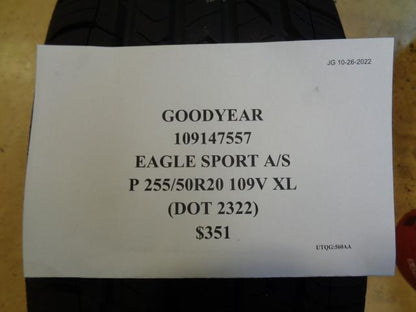 JG 10-26-2022
GOODYEAR
109147557
EAGLE SPORT A/S
P 255/50R20 109V XL
(DOT 2322)
$351
UTQG:560AA